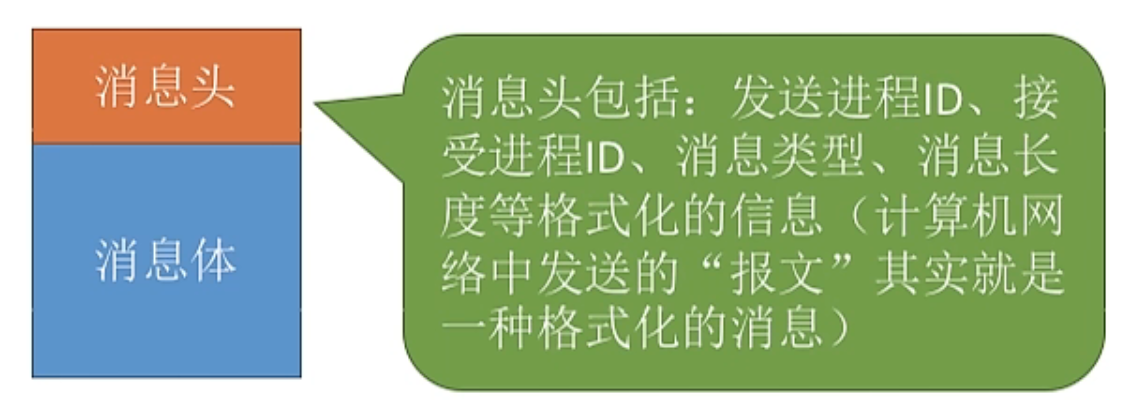 消息头
消息体
消息头包括：发送进程ID、接
受进程ID、消息类型、消息长
度等格式化的信息（计算机网
络中发送的“报文”其实就是
一种格式化的消息）